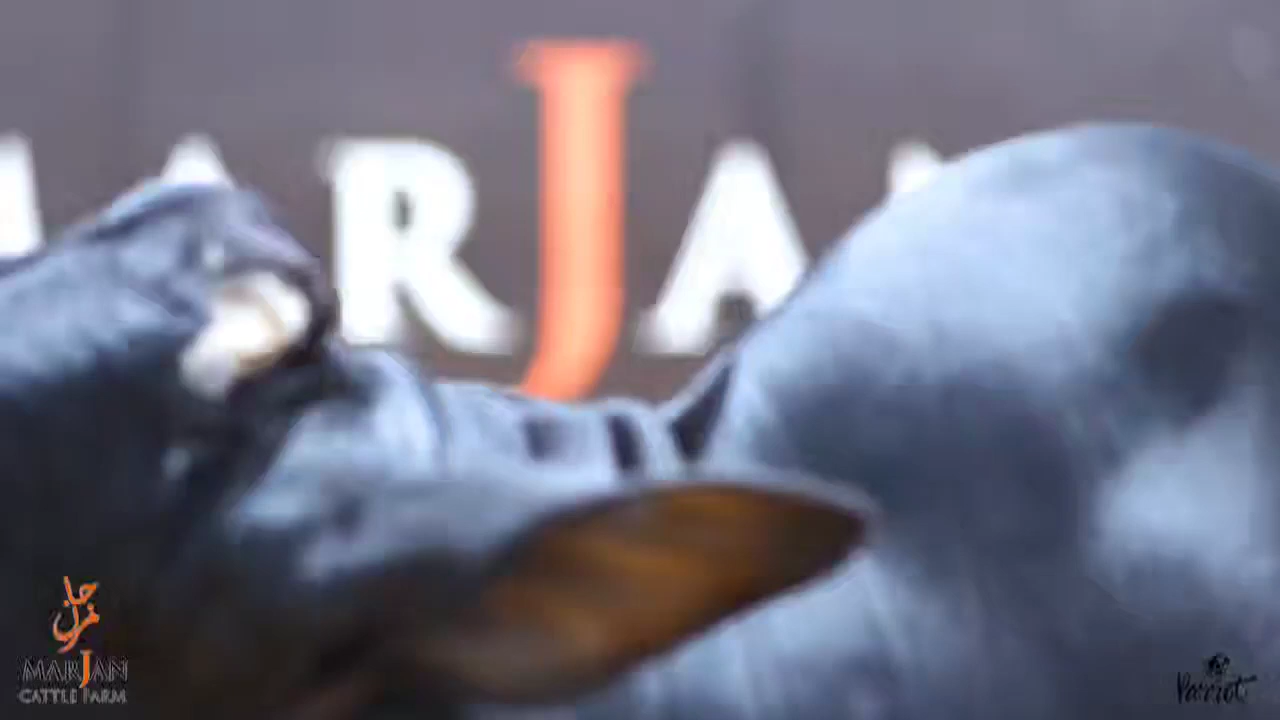 MARJAN
مرجان
MARJAN
CATTLE FARM